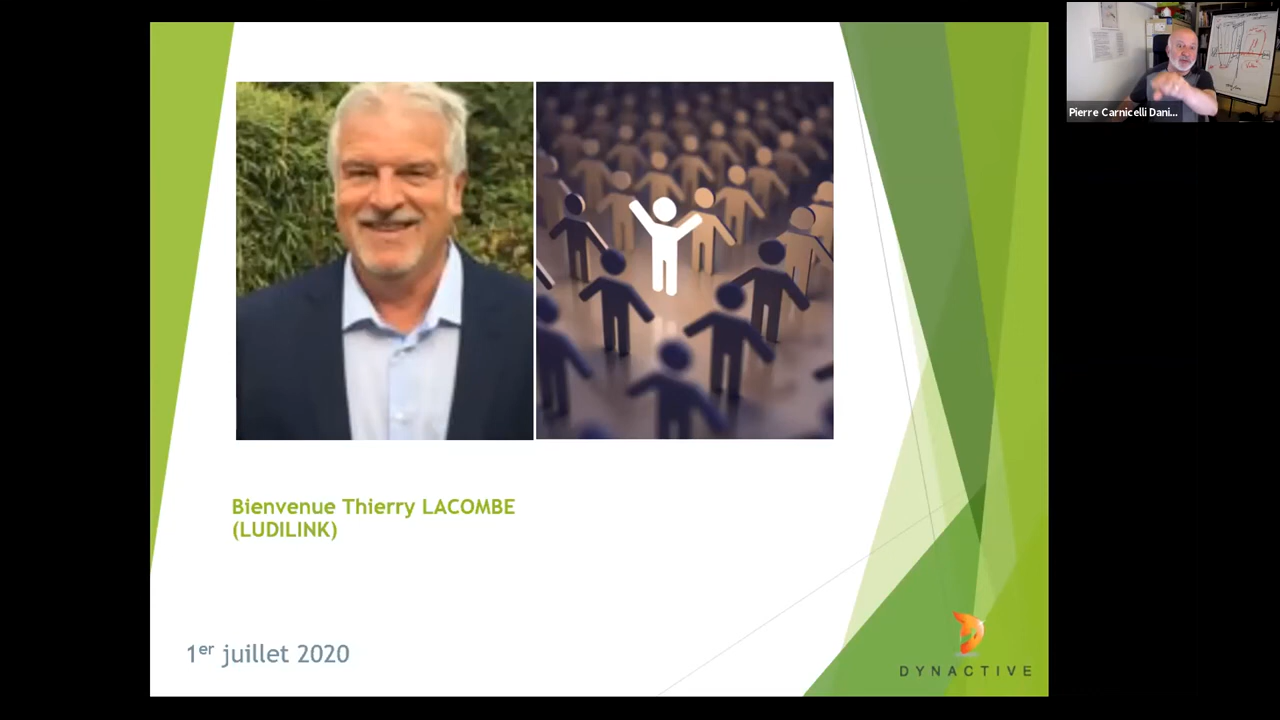 Pierre Carnicelli Dani...
Bienvenue Thierry LACOMBE
(LUDILINK)
1er juillet 2020
DYNACTIVE